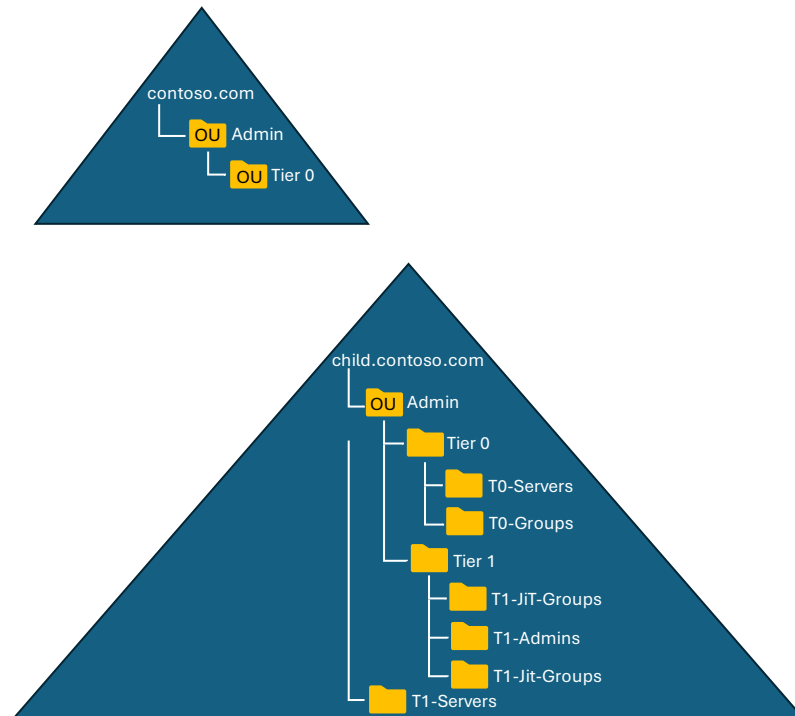 contoso.com
OU Admin
OU Tier 0
child.contoso.com
OU Admin
Tier 0
T0-Servers
T0-Groups
Tier 1
T1-JiT-Groups
T1-Admins
T1-Jit-Groups
T1-Servers